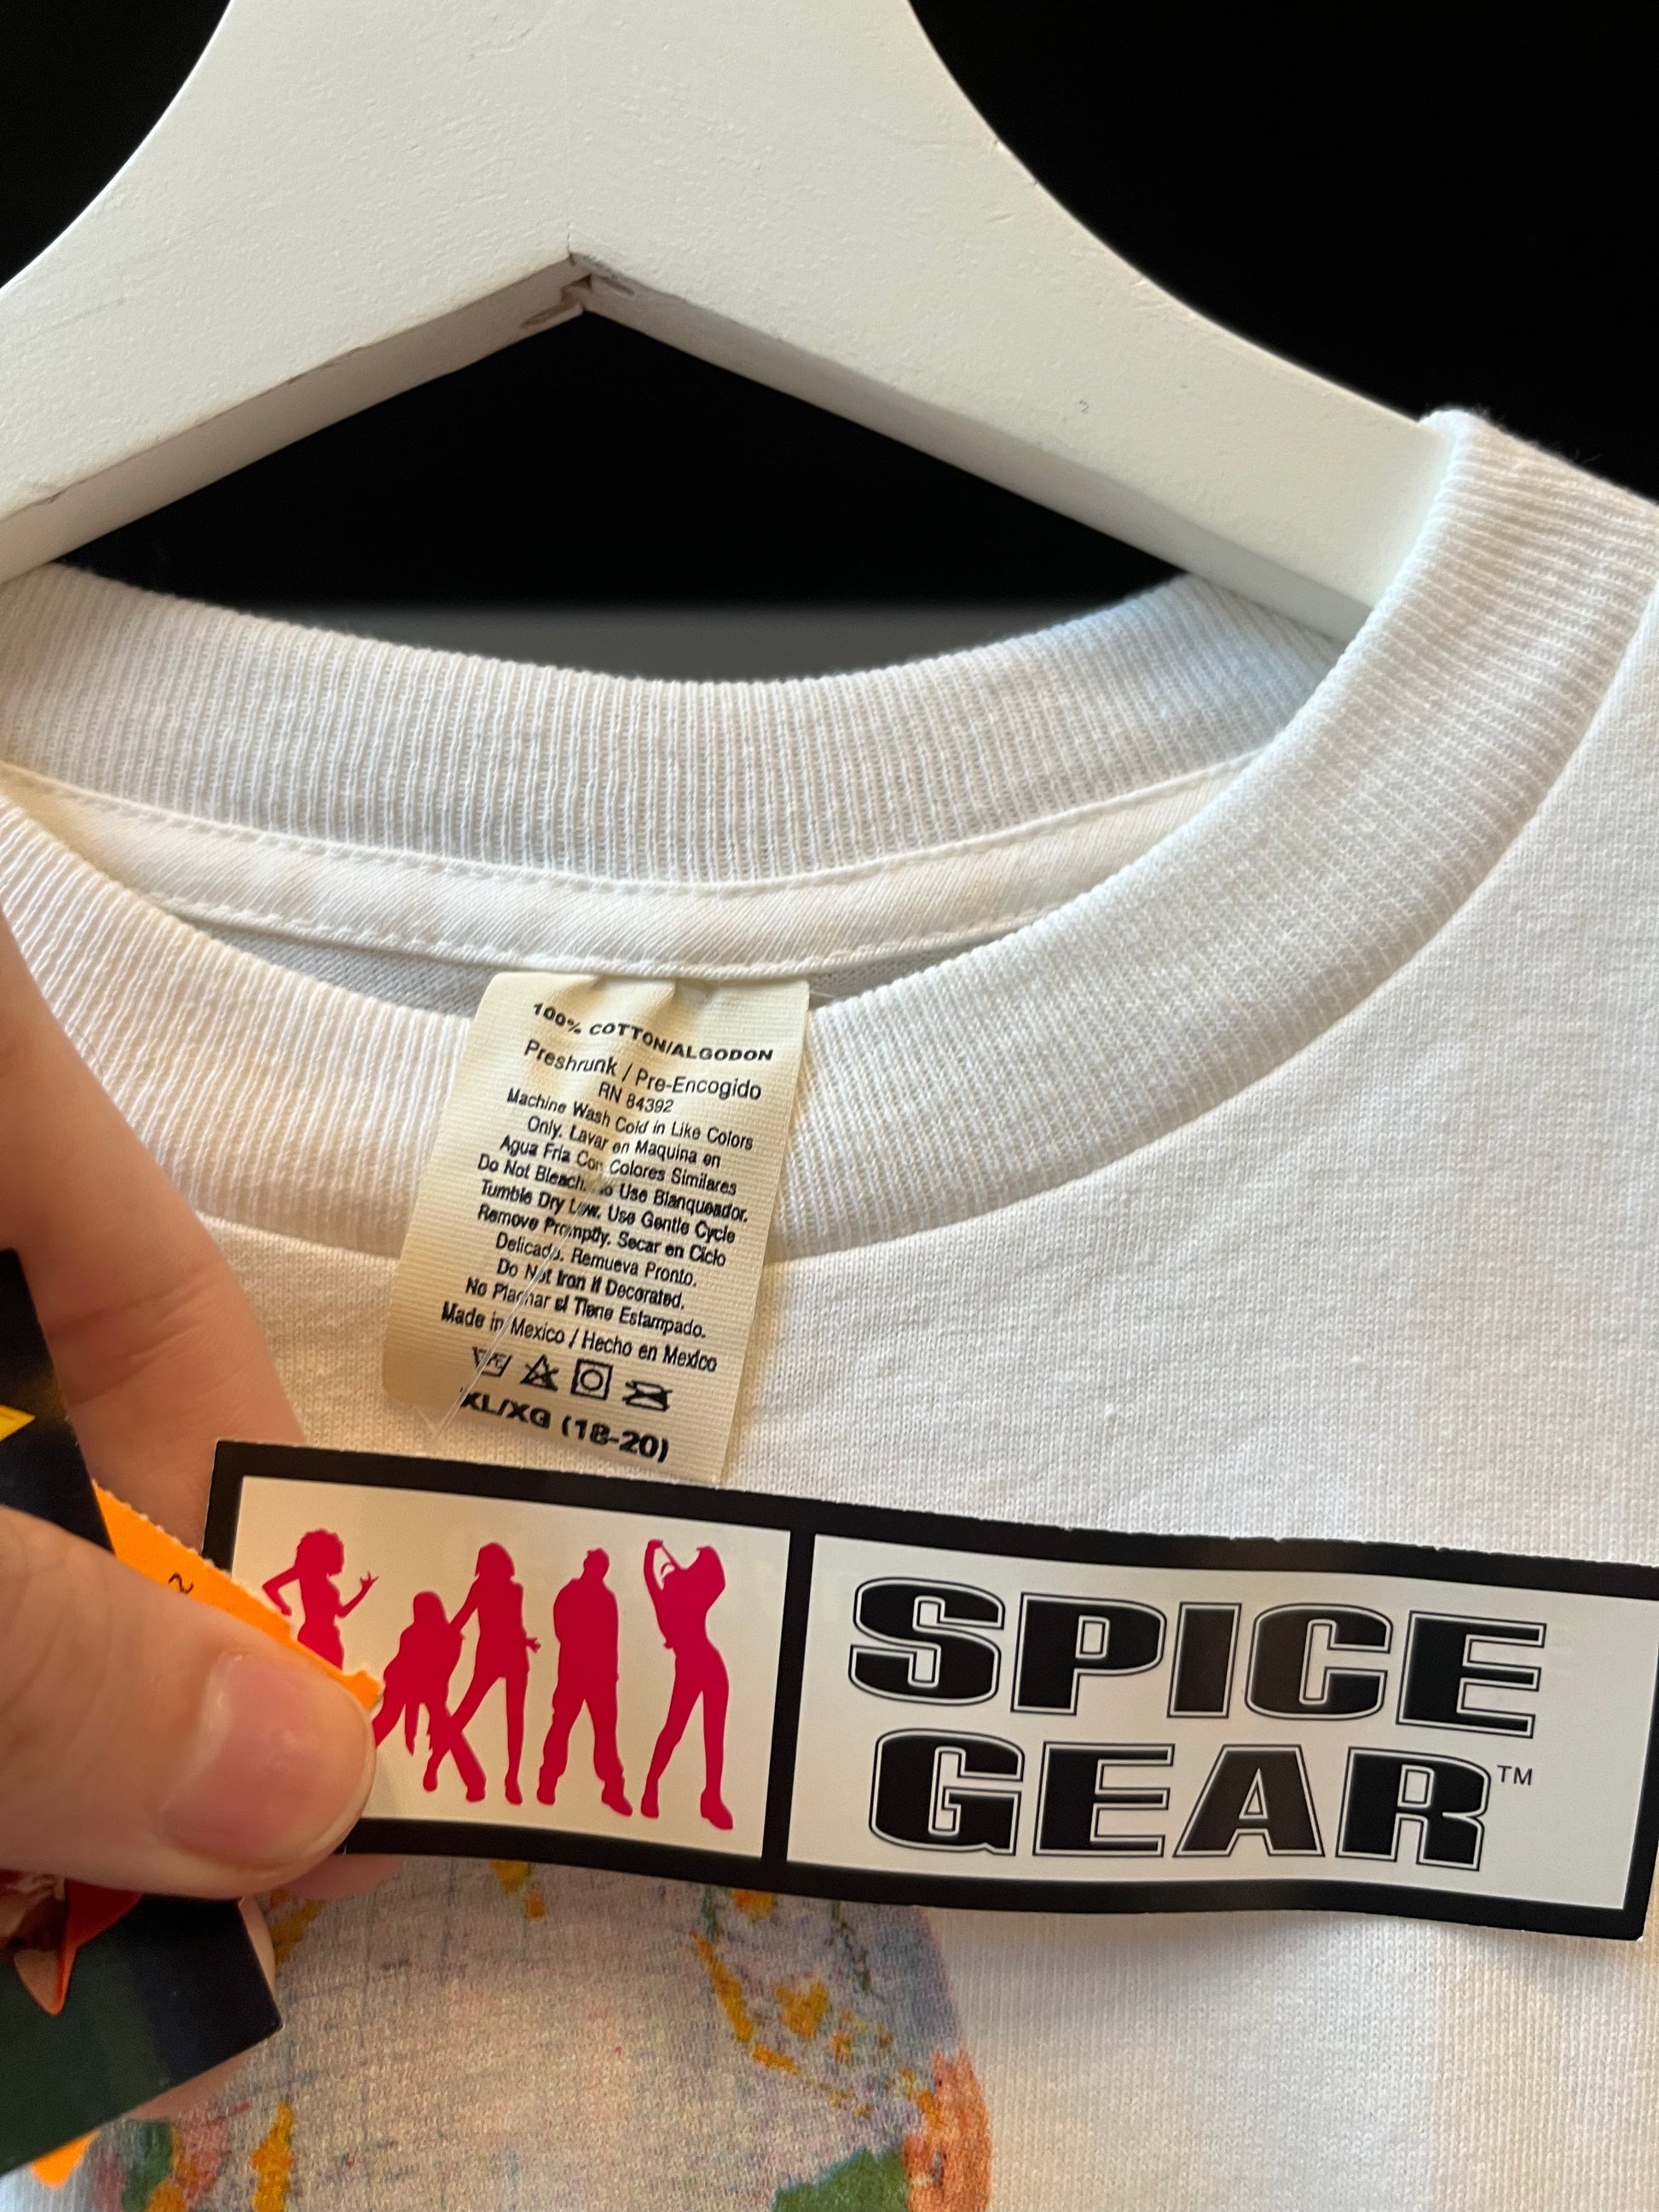 100% COTTON/ALGODON
Preshrunk / Pre-Encogido
RN 84392
Machine Wash Cold in Like Colors
Only. Lavar en Maquina en
Agua Fria Con Colores Similares
Do Not Bleach. No Use Blanqueador.
Tumble Dry Low. Use Gentle Cycle
Remove Promptly. Secar en Ciclo
Delicado. Remueva Pronto.
Do Not Iron if Decorated.
No Planchar si Tiene Estampado.
Made in Mexico / Hecho en Mexico
XL/XG (18-20)
SPICE
GEAR™